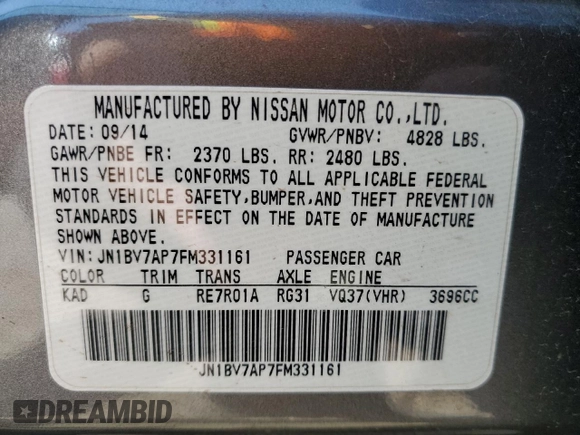 MANUFACTURED BY NISSAN MOTOR CO.,LTD.
DATE: 09/14 GVWR/PNBV: 4828 LBS.
GAWR/PNBE FR: 2370 LBS. RR: 2480 LBS.
THIS VEHICLE CONFORMS TO ALL APPLICABLE FEDERAL
MOTOR VEHICLE SAFETY,BUMPER,AND THEFT PREVENTION
STANDARDS IN EFFECT ON THE DATE OF MANUFACTURE
SHOWN ABOVE.
VIN: JN1BV7AP7FM331161 PASSENGER CAR
COLOR TRIM TRANS AXLE ENGINE
KAD G RE7R01A RG31 VQ37(VHR) 3696CC
JN1BV7AP7FM331161
DREAMBID